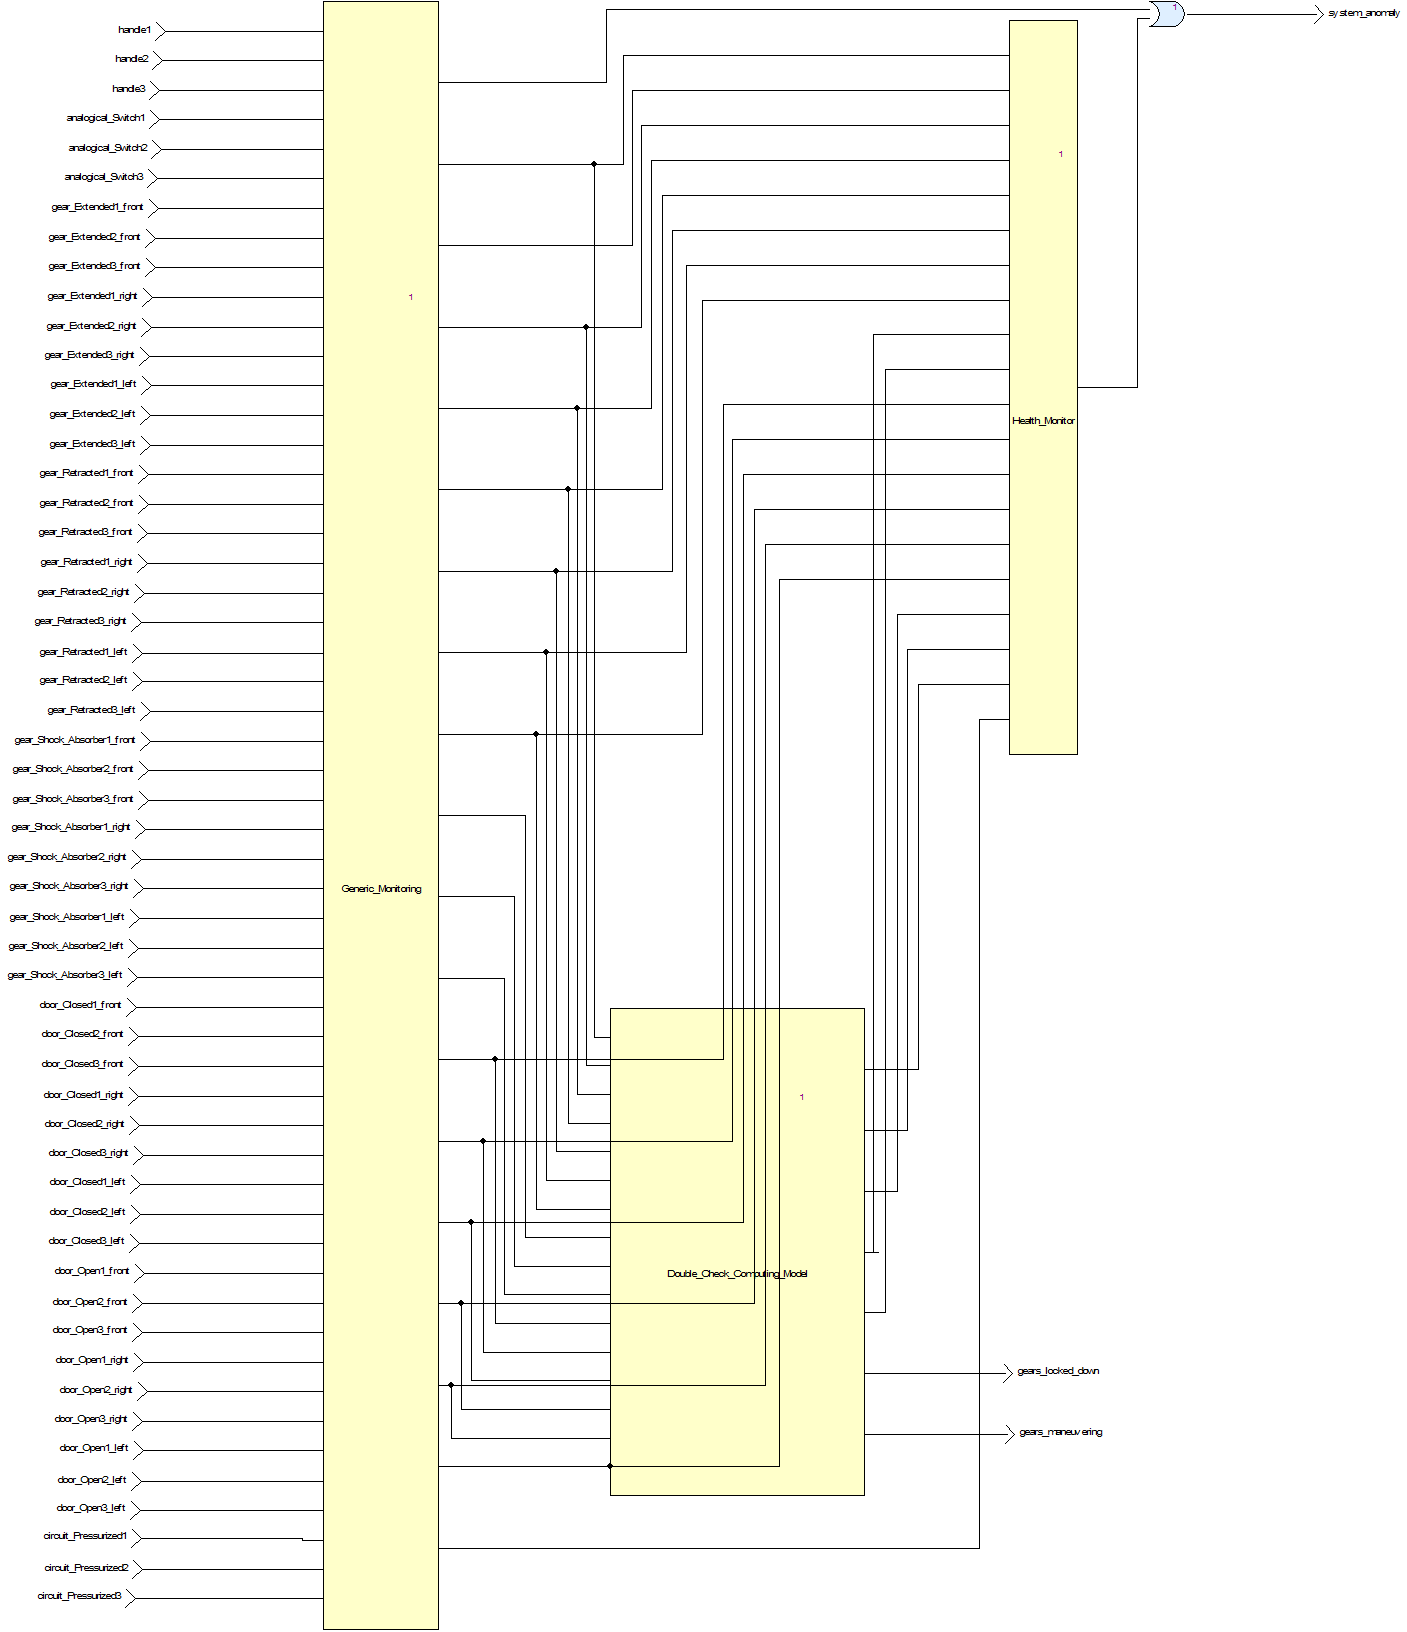 handle1
handle2
handle3
analogical_Switch1
analogical_Switch2
analogical_Switch3
gear_Extended1_front
gear_Extended2_front
gear_Extended3_front
gear_Extended1_right
gear_Extended2_right
gear_Extended3_right
gear_Extended1_left
gear_Extended2_left
gear_Extended3_left
gear_Retracted1_front
gear_Retracted2_front
gear_Retracted3_front
gear_Retracted1_right
gear_Retracted2_right
gear_Retracted3_right
gear_Retracted1_left
gear_Retracted2_left
gear_Retracted3_left
gear_Shock_Absorber1_front
gear_Shock_Absorber2_front
gear_Shock_Absorber3_front
gear_Shock_Absorber1_right
gear_Shock_Absorber2_right
gear_Shock_Absorber3_right
gear_Shock_Absorber1_left
gear_Shock_Absorber2_left
gear_Shock_Absorber3_left
door_Closed1_front
door_Closed2_front
door_Closed3_front
door_Closed1_right
door_Closed2_right
door_Closed3_right
door_Closed1_left
door_Closed2_left
door_Closed3_left
door_Open1_front
door_Open2_front
door_Open3_front
door_Open1_right
door_Open2_right
door_Open3_right
door_Open1_left
door_Open2_left
door_Open3_left
circuit_Pressurized1
circuit_Pressurized2
circuit_Pressurized3
1
Generic_Monitoring
1
Double_Check_Computing_Model
1
Health_Monitor
1
system_anomaly
gears_locked_down
gears_maneuvering